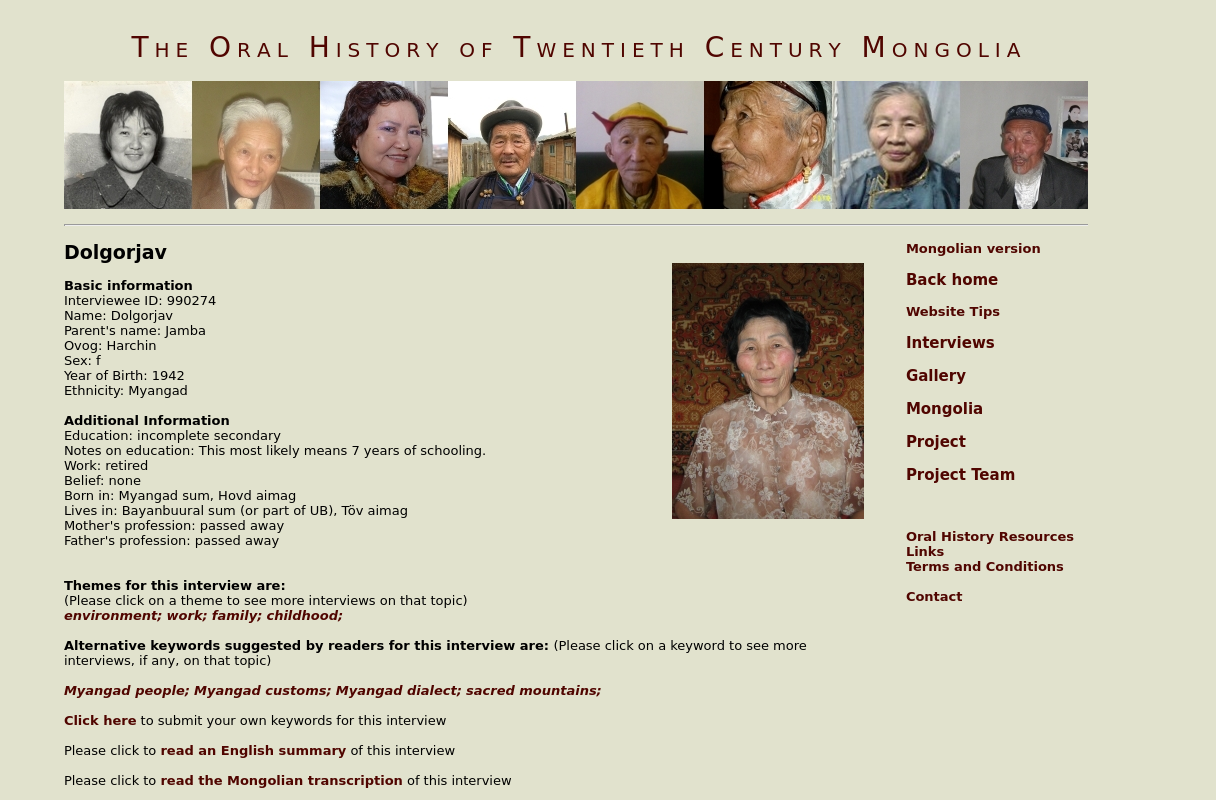 The Oral History of Twentieth Century Mongolia
Dolgorjav
Basic information
Interviewee ID: 990274
Name: Dolgorjav
Parent's name: Jamba
Ovog: Harchin
Sex: f
Year of Birth: 1942
Ethnicity: Myangad
Additional Information
Education: incomplete secondary
Notes on education: This most likely means 7 years of schooling.
Work: retired
Belief: none
Born in: Myangad sum, Hovd aimag
Lives in: Bayanbuural sum (or part of UB), Töv aimag
Mother's profession: passed away
Father's profession: passed away
Themes for this interview are:
(Please click on a theme to see more interviews on that topic)
environment; work; family; childhood;
Alternative keywords suggested by readers for this interview are: (Please click on a keyword to see more
interviews, if any, on that topic)
Myangad people; Myangad customs; Myangad dialect; sacred mountains;
Click here to submit your own keywords for this interview
Please click to read an English summary of this interview
Please click to read the Mongolian transcription of this interview
Mongolian version
Back home
Website Tips
Interviews
Gallery
Mongolia
Project
Project Team
Oral History Resources
Links
Terms and Conditions
Contact